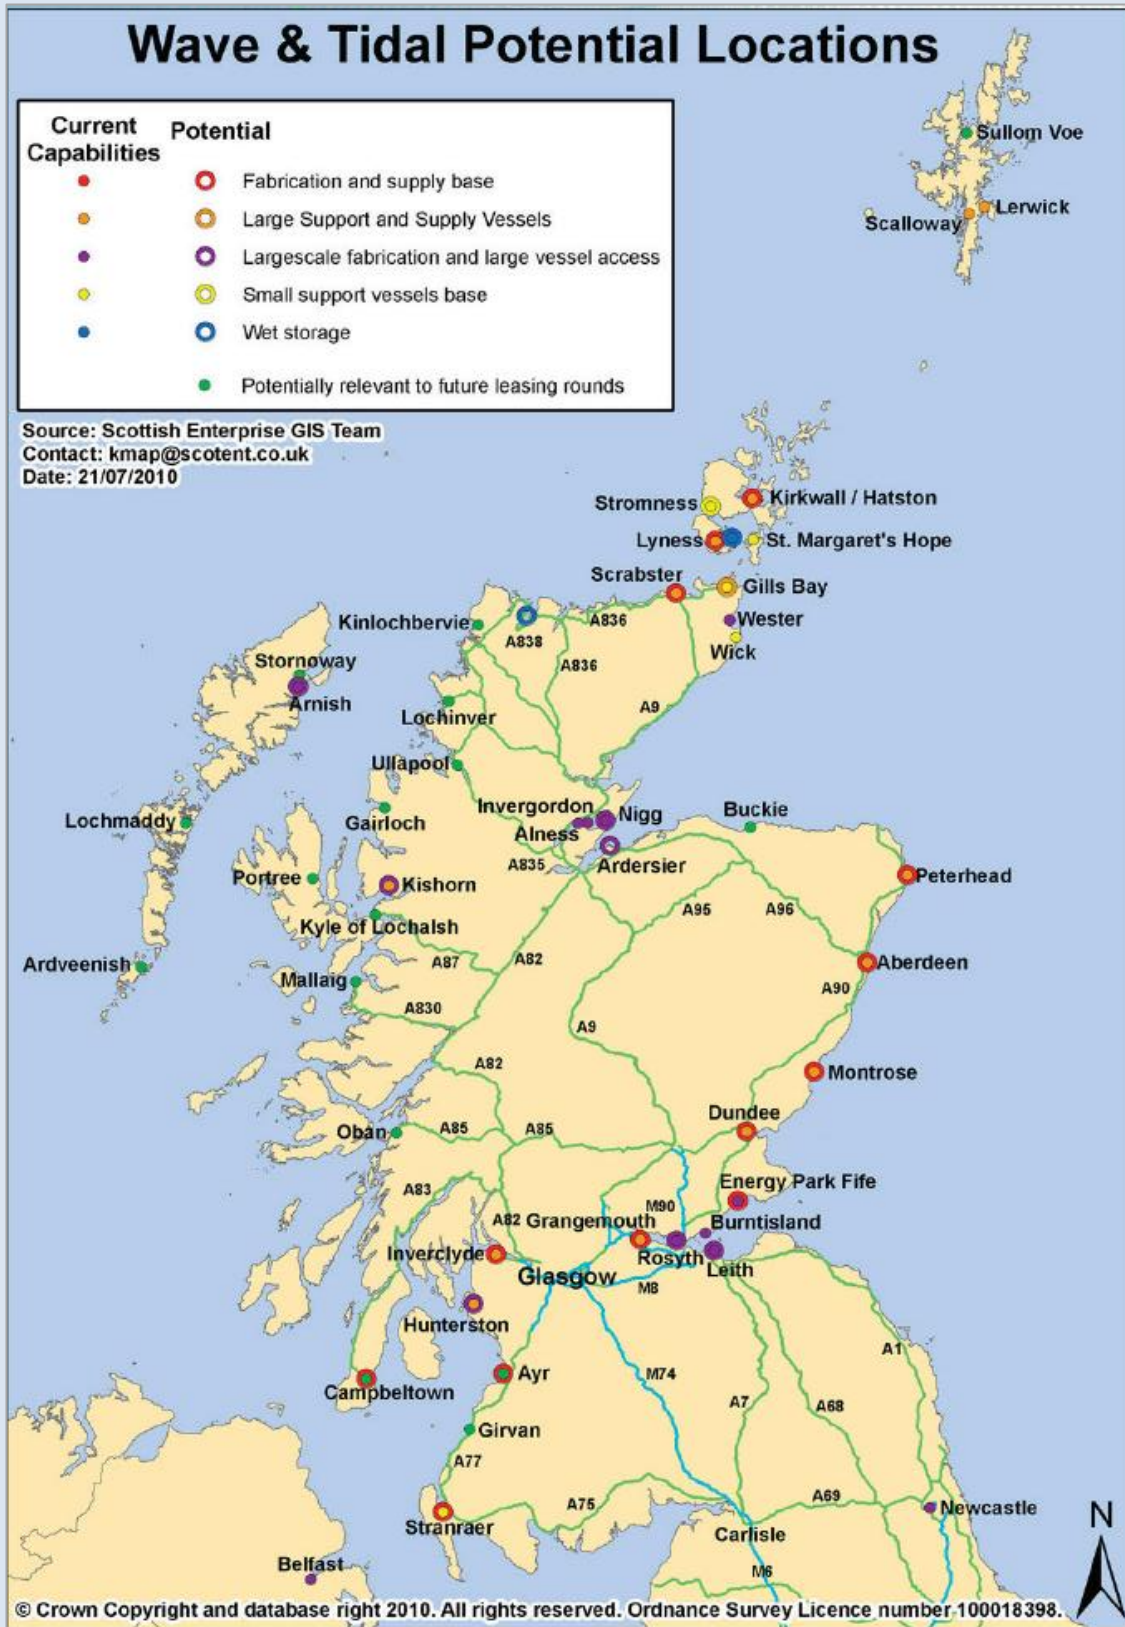 Wave & Tidal Potential Locations
Current
Capabilities
Potential
Fabrication and supply base
Large Support and Supply Vessels
Largescale fabrication and large vessel access
Small support vessels base
Wet storage
Potentially relevant to future leasing rounds
Source: Scottish Enterprise GIS Team
Contact: kmap@scotent.co.uk
Date: 21/07/2010
Sullom Voe
Lerwick
Scalloway
Stromness
Kirkwall / Hatston
Lyness
St. Margaret's Hope
Scrabster
Gills Bay
Kinlochbervie
A838
A836
Wester
A836
Wick
Stornoway
Arnish
A9
Lochinver
Ullapool
Invergordon
Nigg
Buckie
Lochmaddy
Gairloch
Alness
A835
Ardersier
Portree
Kishorn
Peterhead
A95
A96
Kyle of Lochalsh
Ardveenish
A87
A82
Aberdeen
Mallaig
A90
A830
A9
A82
Montrose
Dundee
Oban
A85
A85
A83
Energy Park Fife
M90
A82
Grangemouth
Burntisland
Inverclyde
Rosyth
Leith
Glasgow
M8
Hunterston
A1
Ayr
M74
Campbeltown
A7
A68
Girvan
A77
A75
A69
Newcastle
Stranraer
Carlisle
N
Belfast
M6
© Crown Copyright and database right 2010. All rights reserved. Ordnance Survey Licence number 100018398.